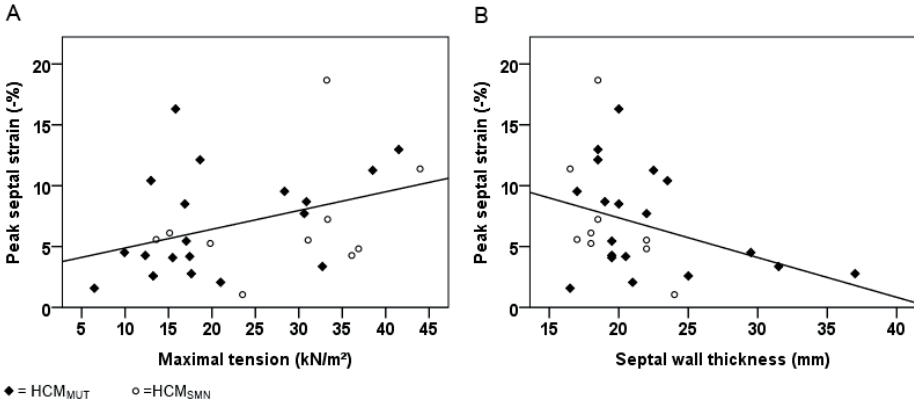 A
B
20
15
10
5
0
Peak septal strain (-%)
5 10 15 20 25 30 35 40 45
Maximal tension (kN/m²)
20
15
10
5
0
Peak septal strain (-%)
15 20 25 30 35 40
Septal wall thickness (mm)
◆ = HCMMUT ○ =HCMSMN